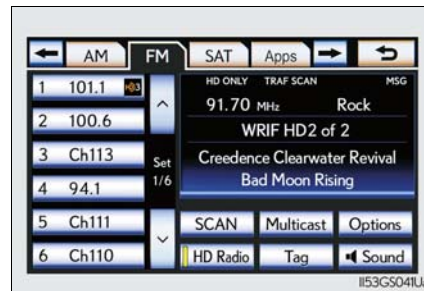 AM FM SAT Apps
1 101.1 HD3
2 100.6
3 Ch113
4 94.1
5 Ch111
6 Ch110
Set
1/6
HD ONLY TRAF SCAN MSG
91.70 MHz Rock
WRIF HD2 of 2
Creedence Clearwater Revival
Bad Moon Rising
SCAN Multicast Options
HD Radio Tag Sound
II53GS041U